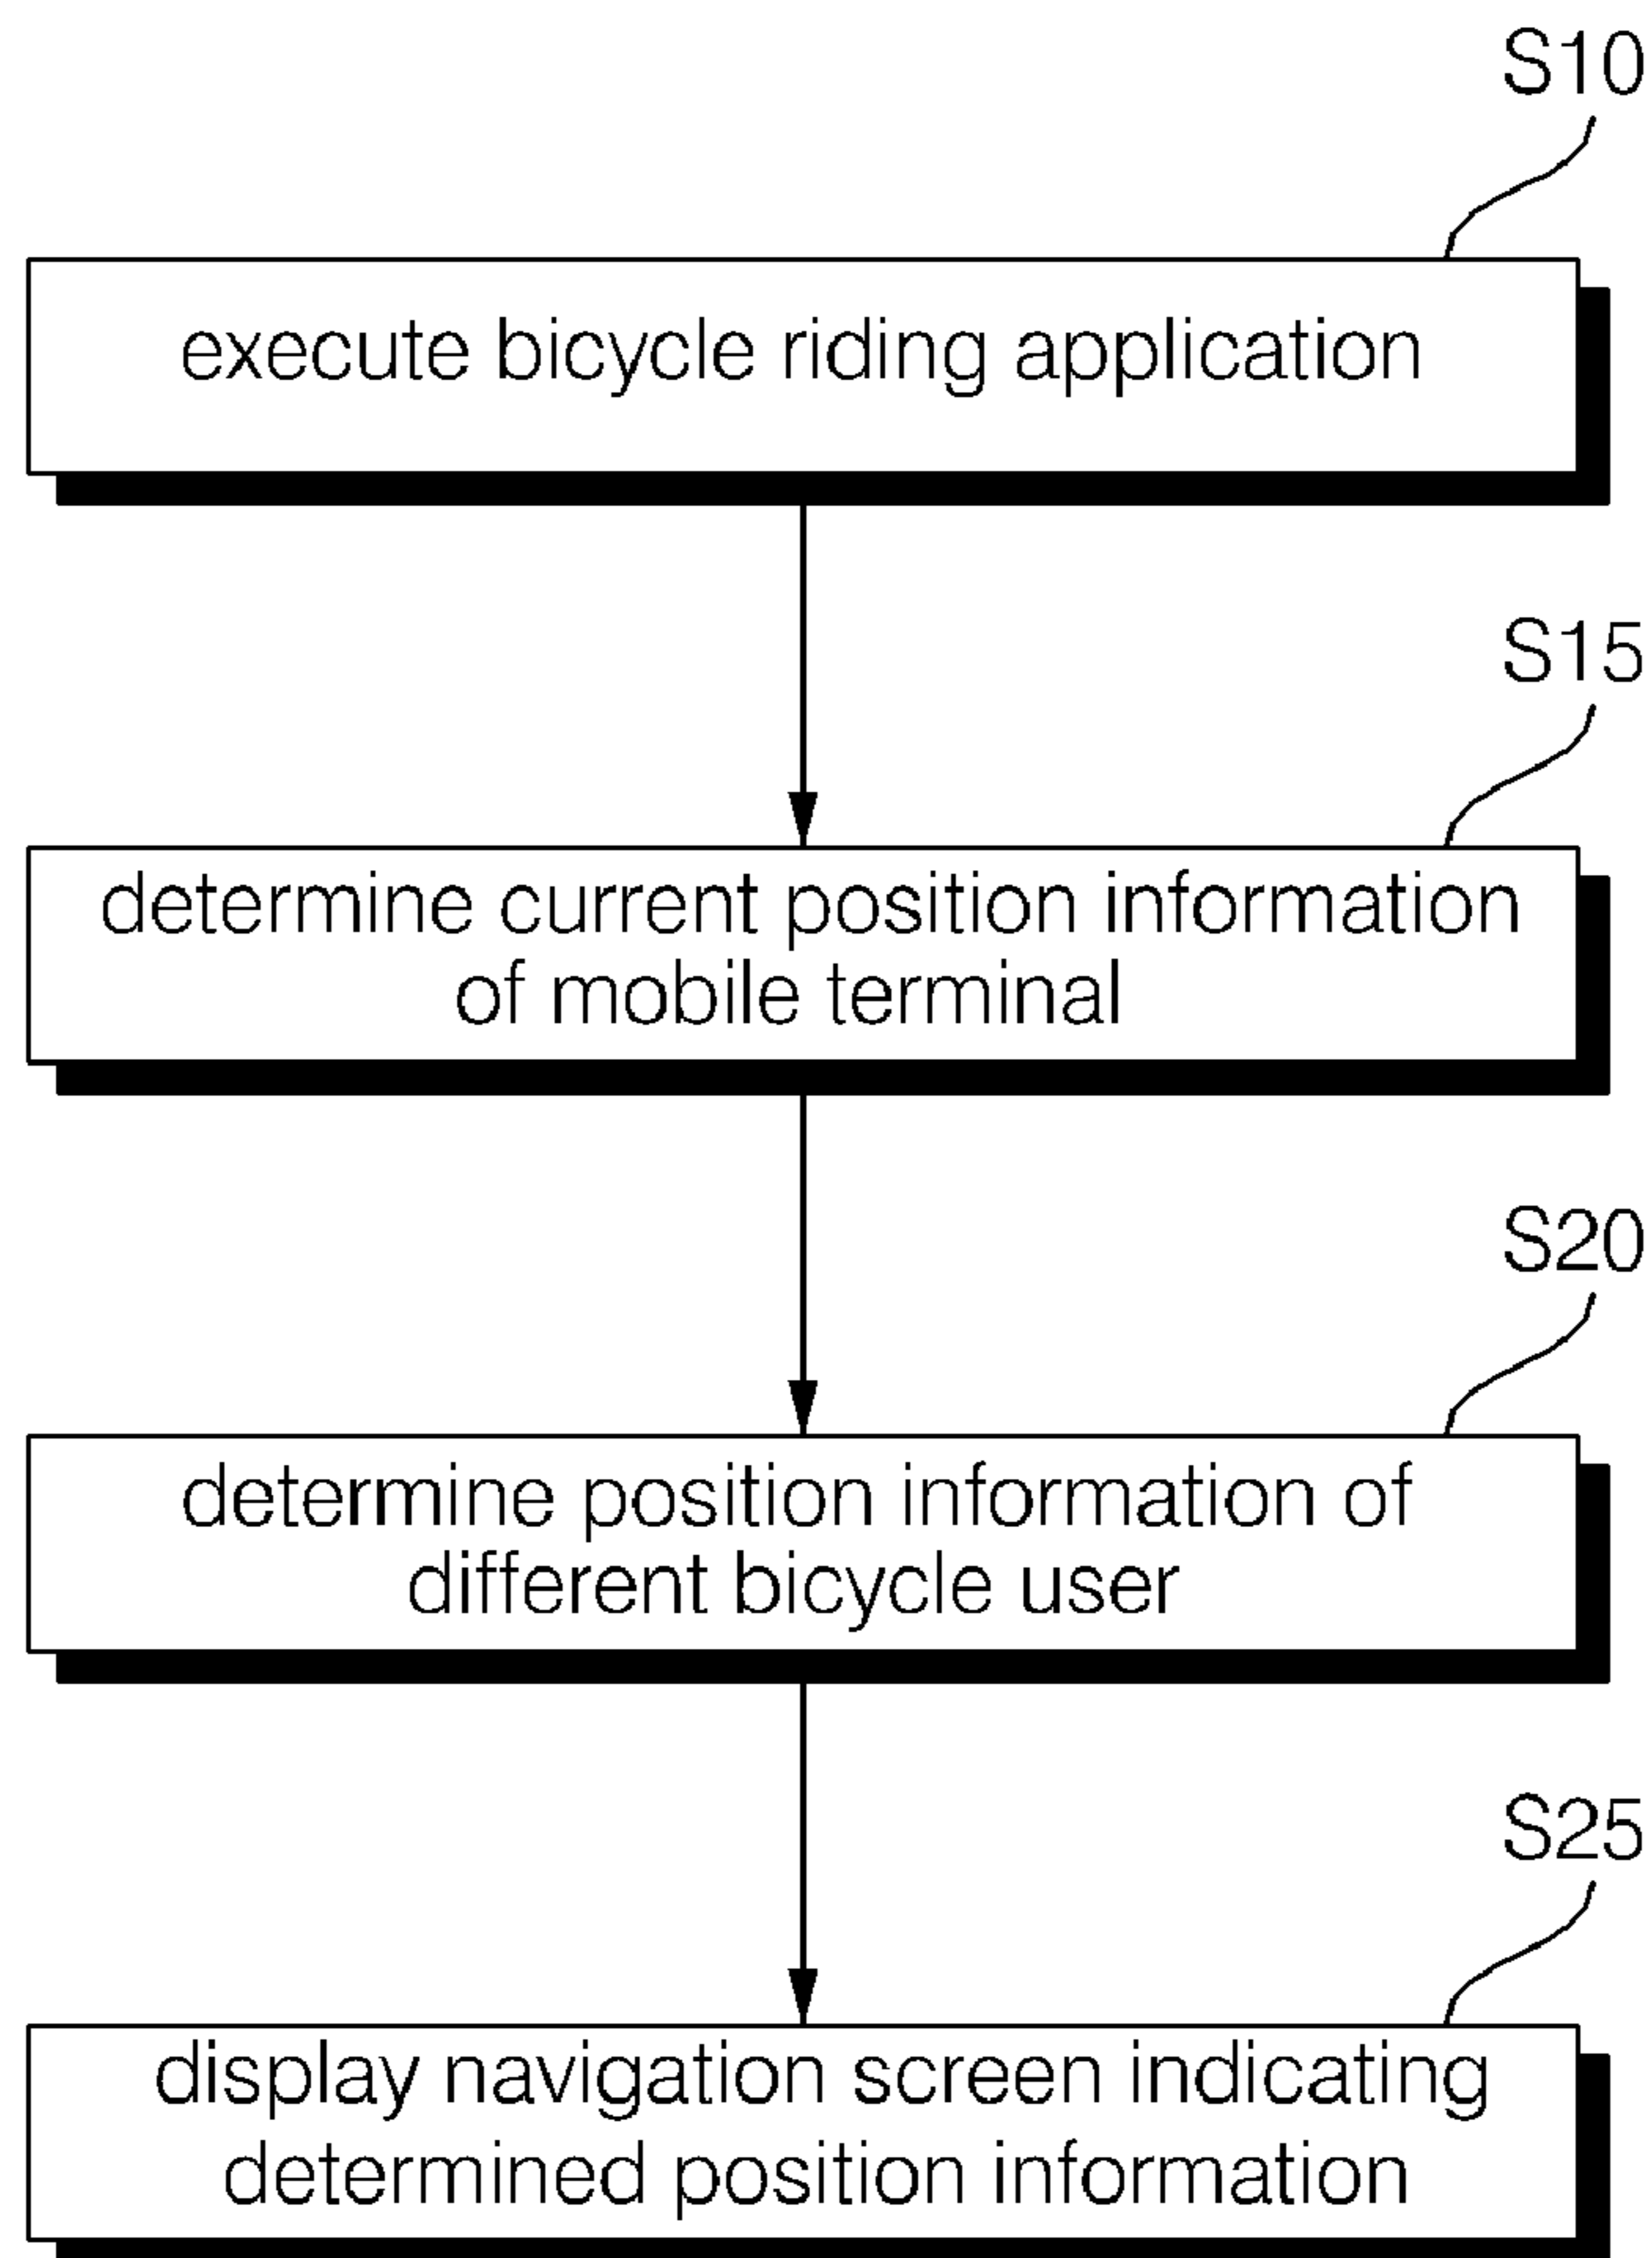 S10
execute bicycle riding application
S15
determine current position information
of mobile terminal
S20
determine position information of
different bicycle user
S25
display navigation screen indicating
determined position information